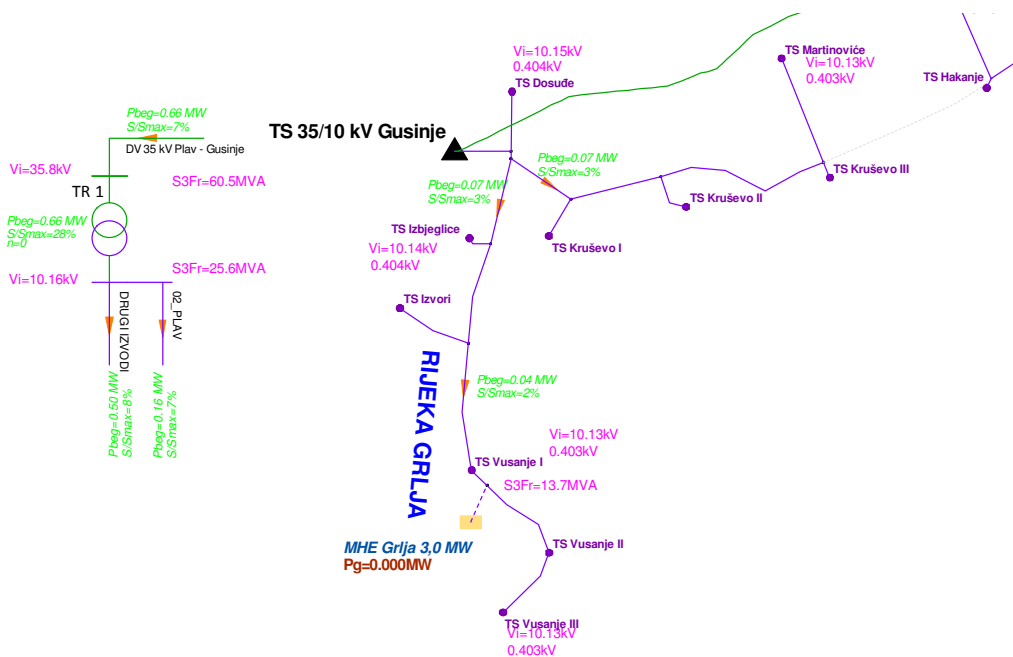 Vi=10.15kV
0.404kV
TS Dosuđe
TS Martinoviće
Vi=10.13kV
0.403kV
TS Hakanje
Pbeg=0.66 MW
S/Smax=7%
DV 35 kV Plav - Gusinje
TS 35/10 kV Gusinje
Vi=35.8kV
TR 1
S3Fr=60.5MVA
Pbeg=0.07 MW
S/Smax=3%
Pbeg=0.07 MW
S/Smax=3%
TS Kruševo III
TS Kruševo II
Pbeg=0.66 MW
S/Smax=28%
n=0
TS Izbjeglice
TS Kruševo I
Vi=10.14kV
0.404kV
S3Fr=25.6MVA
Vi=10.16kV
DRUGI IZVODI
02_PLAV
TS Izvori
RIJEKA GRLJA
Pbeg=0.50 MW
S/Smax=8%
Pbeg=0.16 MW
S/Smax=7%
Pbeg=0.04 MW
S/Smax=2%
Vi=10.13kV
0.403kV
TS Vusanje I
S3Fr=13.7MVA
MHE Grlja 3,0 MW
Pg=0.000MW
TS Vusanje II
TS Vusanje III
Vi=10.13kV
0.403kV